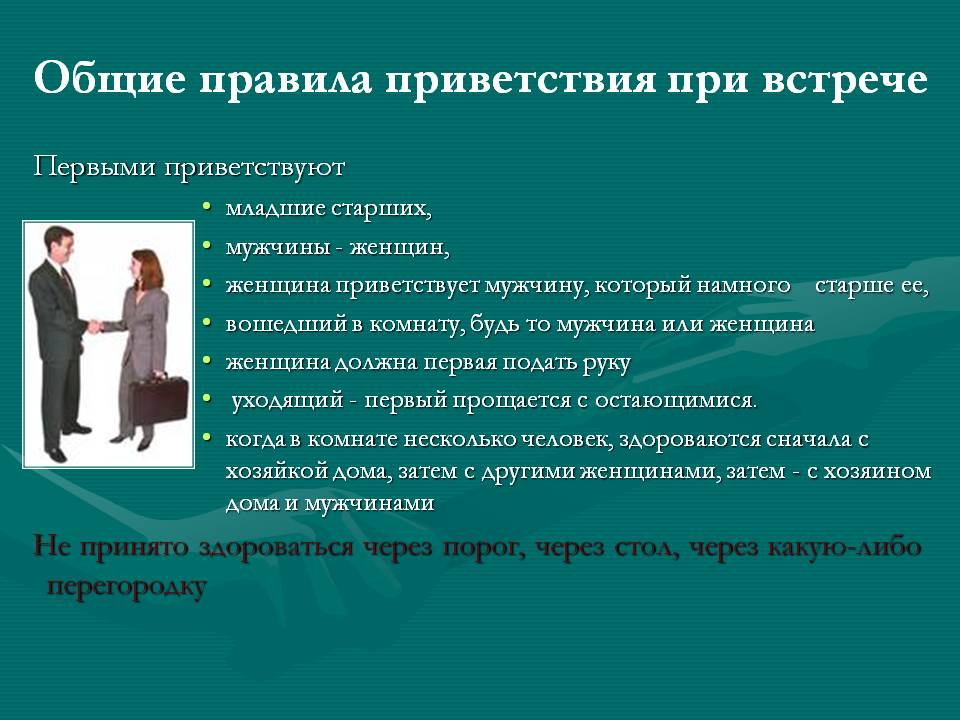 Общие правила приветствия при встрече
Первыми приветствуют
• младшие старших,
• мужчины - женщин,
• женщина приветствует мужчину, который намного старше ее,
• вошедший в комнату, будь то мужчина или женщина
• женщина должна первая подать руку
• уходящий - первый прощается с остающимися.
• когда в комнате несколько человек, здороваются сначала с
хозяйкой дома, затем с другими женщинами, затем - с хозяином
дома и мужчинами
Не принято здороваться через порог, через стол, через какую-либо
перегородку